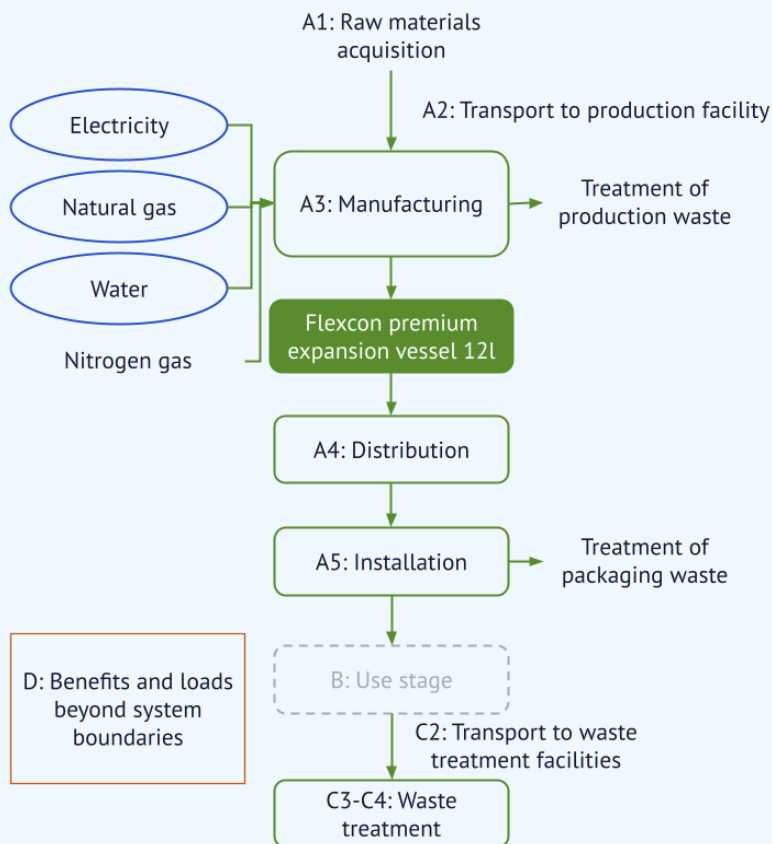 A1: Raw materials
acquisition
A2: Transport to production facility
Electricity
Natural gas
Water
Nitrogen gas
A3: Manufacturing
Treatment of
production waste
Flexcon premium
expansion vessel 12l
A4: Distribution
A5: Installation
Treatment of
packaging waste
D: Benefits and loads
beyond system
boundaries
B: Use stage
C2: Transport to waste
treatment facilities
C3-C4: Waste
treatment